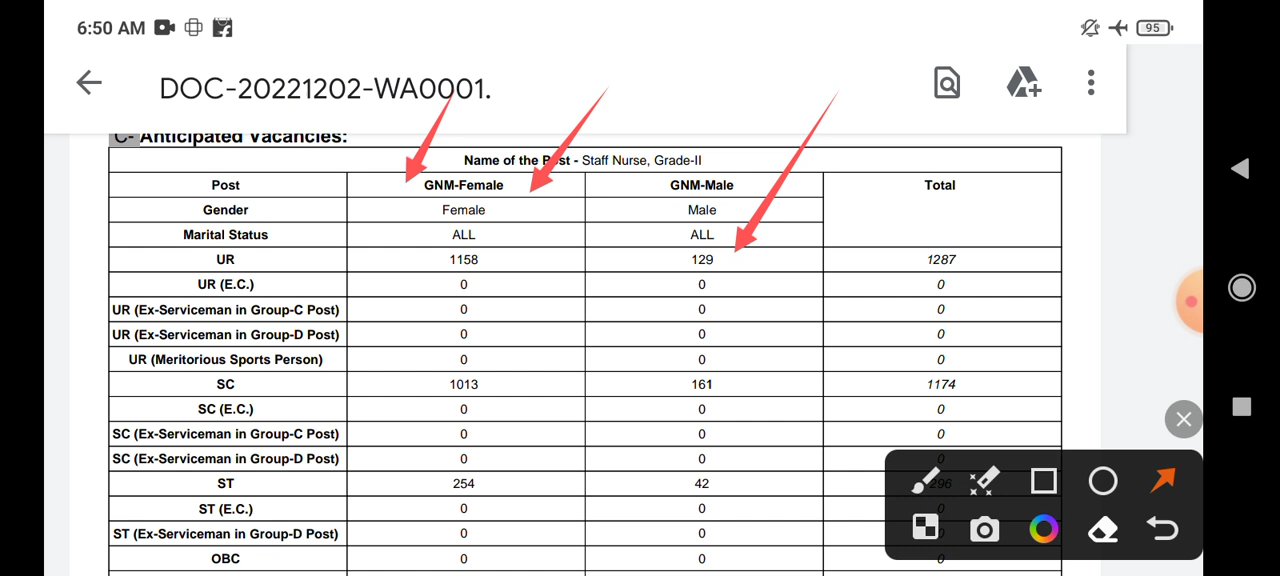 6:50 AM
95
DOC-20221202-WA0001.
C- Anticipated Vacancies:
Name of the Post - Staff Nurse, Grade-II
Post GNM-Female GNM-Male Total
Gender Female Male
Marital Status ALL ALL
UR 1158 129 1287
UR (E.C.) 0 0 0
UR (Ex-Serviceman in Group-C Post) 0 0 0
UR (Ex-Serviceman in Group-D Post) 0 0 0
UR (Meritorious Sports Person) 0 0 0
SC 1013 161 1174
SC (E.C.) 0 0 0
SC (Ex-Serviceman in Group-C Post) 0 0 0
SC (Ex-Serviceman in Group-D Post) 0 0 0
ST 254 42 296
ST (E.C.) 0 0 0
ST (Ex-Serviceman in Group-D Post) 0 0 0
OBC 0 0 0